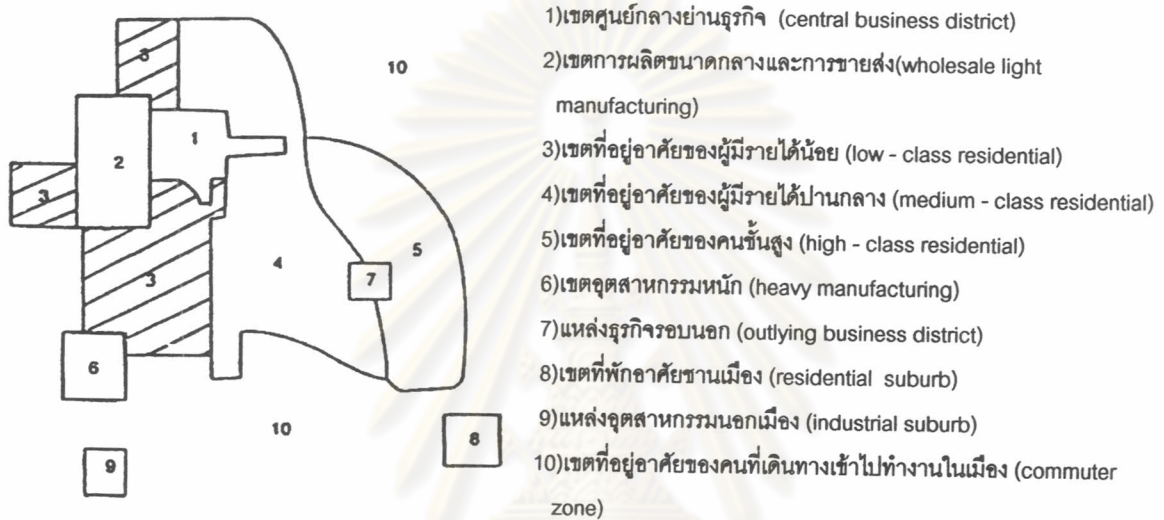 3
10
1
2
3
3
4
5
7
6
10
8
9
1)เขตศูนย์กลางย่านธุรกิจ (central business district)
2)เขตการผลิตขนาดกลางและการขายส่ง(wholesale light
manufacturing)
3)เขตที่อยู่อาศัยของผู้มีรายได้น้อย (low - class residential)
4)เขตที่อยู่อาศัยของผู้มีรายได้ปานกลาง (medium - class residential)
5)เขตที่อยู่อาศัยของคนชั้นสูง (high - class residential)
6)เขตอุตสาหกรรมหนัก (heavy manufacturing)
7)แหล่งธุรกิจรอบนอก (outlying business district)
8)เขตที่พักอาศัยชานเมือง (residential suburb)
9)แหล่งอุตสาหกรรมนอกเมือง (industrial suburb)
10)เขตที่อยู่อาศัยของคนที่เดินทางเข้าไปทำงานในเมือง (commuter
zone)